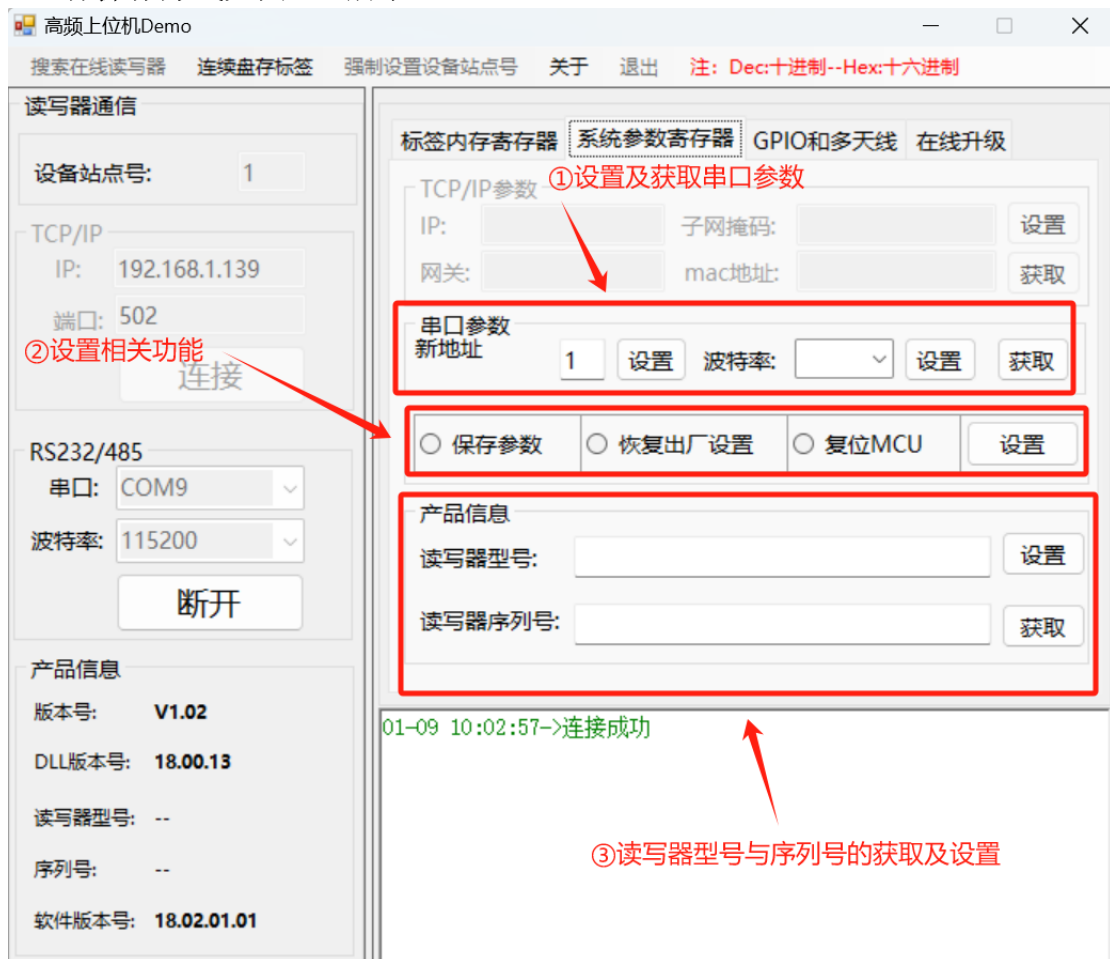 高频上位机Demo
搜索在线读写器 连续盘存标签 强制设置设备站点号 关于 退出 注：Dec:十进制--Hex:十六进制
读写器通信
设备站点号: 1
TCP/IP
IP: 192.168.1.139
端口: 502
②设置相关功能
连接
RS232/485
串口: COM9
波特率: 115200
断开
产品信息
版本号: V1.02
DLL版本号: 18.00.13
读写器型号: --
序列号: --
软件版本号: 18.02.01.01
标签内存寄存器 系统参数寄存器 GPIO和多天线 在线升级
①设置及获取串口参数
TCP/IP参数
IP: 子网掩码: 设置
网关: mac地址: 获取
串口参数
新地址 1 设置 波特率: 设置 获取
保存参数 恢复出厂设置 复位MCU 设置
产品信息
读写器型号: 设置
读写器序列号: 获取
01-09 10:02:57->连接成功
③读写器型号与序列号的获取及设置